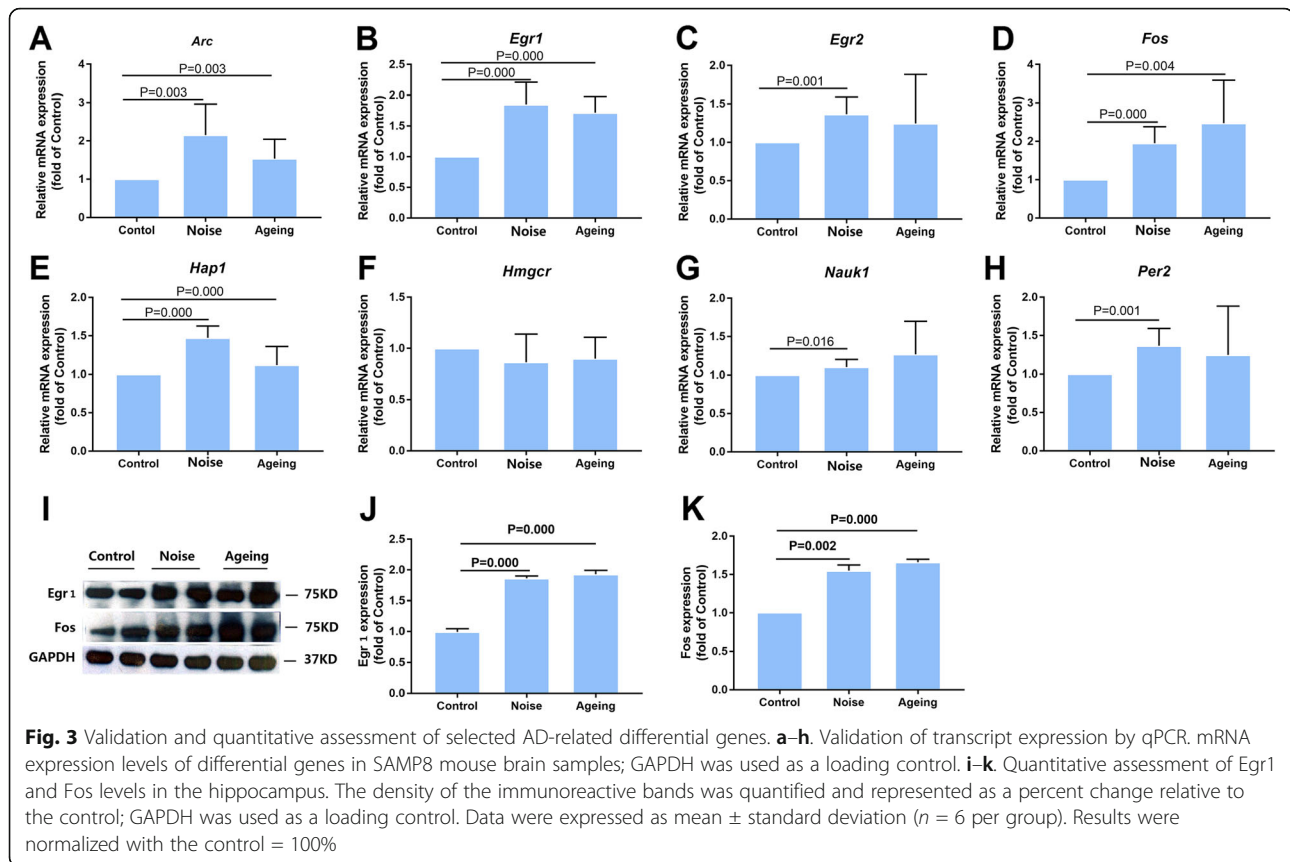 A
Arc
Relative mRNA expression
(fold of Control)
4
3
2
1
0
P=0.003
P=0.003
Contol
Noise
Ageing
B
Egr1
Relative mRNA expression
(fold of Control)
2.5
2.0
1.5
1.0
0.5
0.0
P=0.000
P=0.000
Control
Noise
Ageing
C
Egr2
Relative mRNA expression
(fold of Control)
2.0
1.5
1.0
0.5
0.0
P=0.001
Control
Noise
Ageing
D
Fos
Relative mRNA expression
(fold of Control)
4
3
2
1
0
P=0.004
P=0.000
Control
Noise
Ageing
E
Hap1
Relative mRNA expression
(fold of Control)
2.0
1.5
1.0
0.5
0.0
P=0.000
P=0.000
Control
Noise
Ageing
F
Hmgcr
Relative mRNA expression
(fold of Control)
1.5
1.0
0.5
0.0
Control
Noise
Ageing
G
Nauk1
Relative mRNA expression
(fold of Control)
2.0
1.5
1.0
0.5
0.0
P=0.016
Control
Noise
Ageing
H
Per2
Relative mRNA expression
(fold of Control)
2.0
1.5
1.0
0.5
0.0
P=0.001
Control
Noise
Ageing
I
Control Noise Ageing
Egr 1 — 75KD
Fos — 75KD
GAPDH — 37KD
J
Egr 1 expression
(fold of Control)
2.5
2.0
1.5
1.0
0.5
0.0
P=0.000
P=0.000
Control
Noise
Ageing
K
Fos expression
(fold of Control)
2.0
1.5
1.0
0.5
0.0
P=0.000
P=0.002
Control
Noise
Ageing
Fig. 3 Validation and quantitative assessment of selected AD-related differential genes. a–h. Validation of transcript expression by qPCR. mRNA
expression levels of differential genes in SAMP8 mouse brain samples; GAPDH was used as a loading control. i–k. Quantitative assessment of Egr1
and Fos levels in the hippocampus. The density of the immunoreactive bands was quantified and represented as a percent change relative to
the control; GAPDH was used as a loading control. Data were expressed as mean ± standard deviation (n = 6 per group). Results were
normalized with the control = 100%